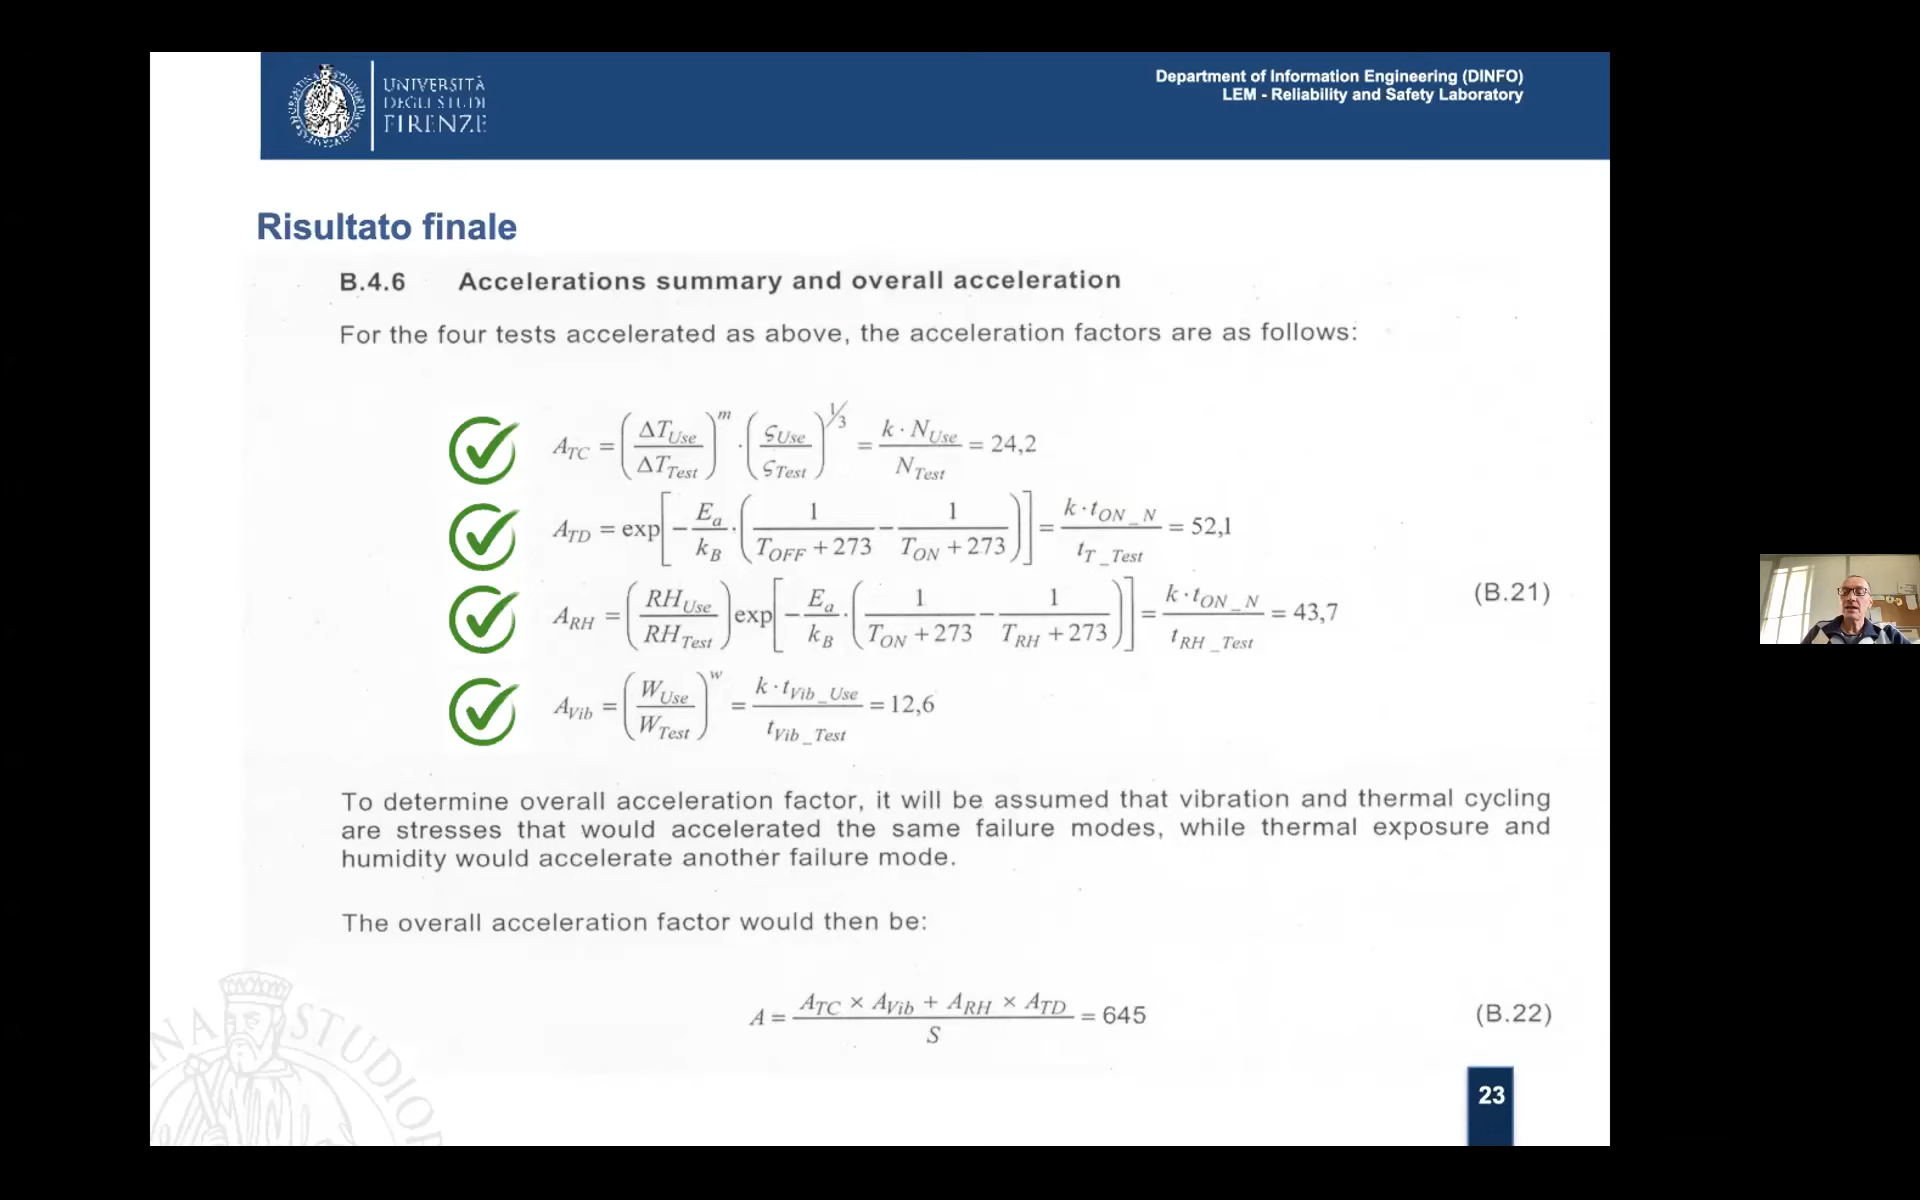 UNIVERSITÀ
DEGLI STUDI
FIRENZE
Department of Information Engineering (DINFO)
LEM - Reliability and Safety Laboratory
Risultato finale
B.4.6 Accelerations summary and overall acceleration
For the four tests accelerated as above, the acceleration factors are as follows:
A_TC = (ΔT_Use / ΔT_Test)^m · (ς_Use / ς_Test)^1/3 = k · N_Use / N_Test = 24,2
A_TD = exp[− E_a / k_B · (1 / T_OFF + 273 − 1 / T_ON + 273)] = k · t_ON_N / t_T_Test = 52,1
A_RH = (RH_Use / RH_Test) exp[− E_a / k_B · (1 / T_ON + 273 − 1 / T_RH + 273)] = k · t_ON_N / t_RH_Test = 43,7 (B.21)
A_Vib = (W_Use / W_Test)^w = k · t_Vib_Use / t_Vib_Test = 12,6
To determine overall acceleration factor, it will be assumed that vibration and thermal cycling
are stresses that would accelerated the same failure modes, while thermal exposure and
humidity would accelerate another failure mode.
The overall acceleration factor would then be:
A = A_TC × A_Vib + A_RH × A_TD / S = 645 (B.22)
NA STUDIO
23